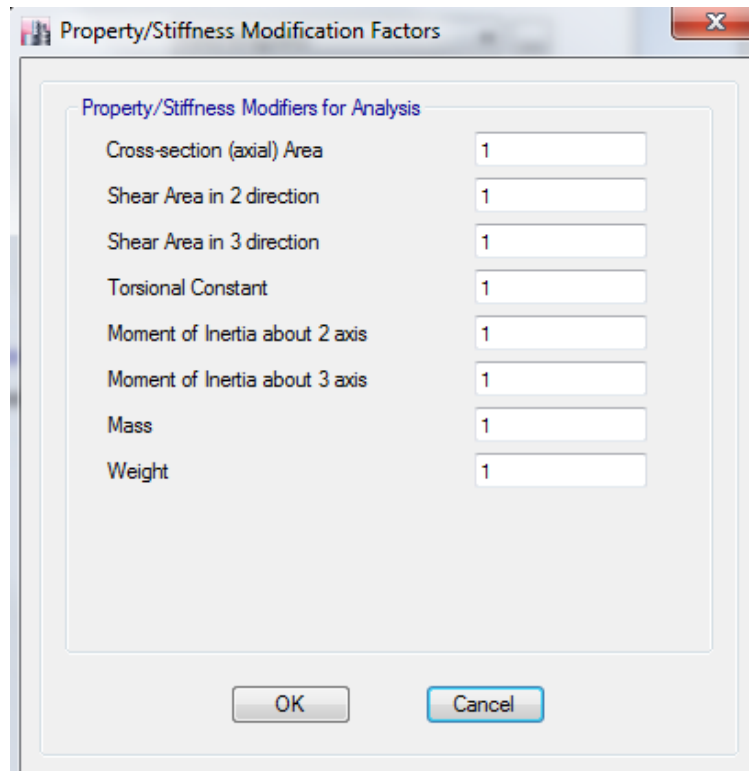 Property/Stiffness Modification Factors
Property/Stiffness Modifiers for Analysis
Cross-section (axial) Area 1
Shear Area in 2 direction 1
Shear Area in 3 direction 1
Torsional Constant 1
Moment of Inertia about 2 axis 1
Moment of Inertia about 3 axis 1
Mass 1
Weight 1
OK Cancel